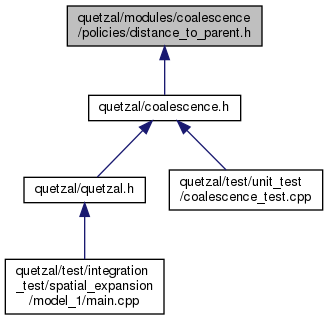 quetzal/modules/coalescence
/policies/distance_to_parent.h
quetzal/coalescence.h
quetzal/quetzal.h
quetzal/test/unit_test
/coalescence_test.cpp
quetzal/test/integration
_test/spatial_expansion
/model_1/main.cpp